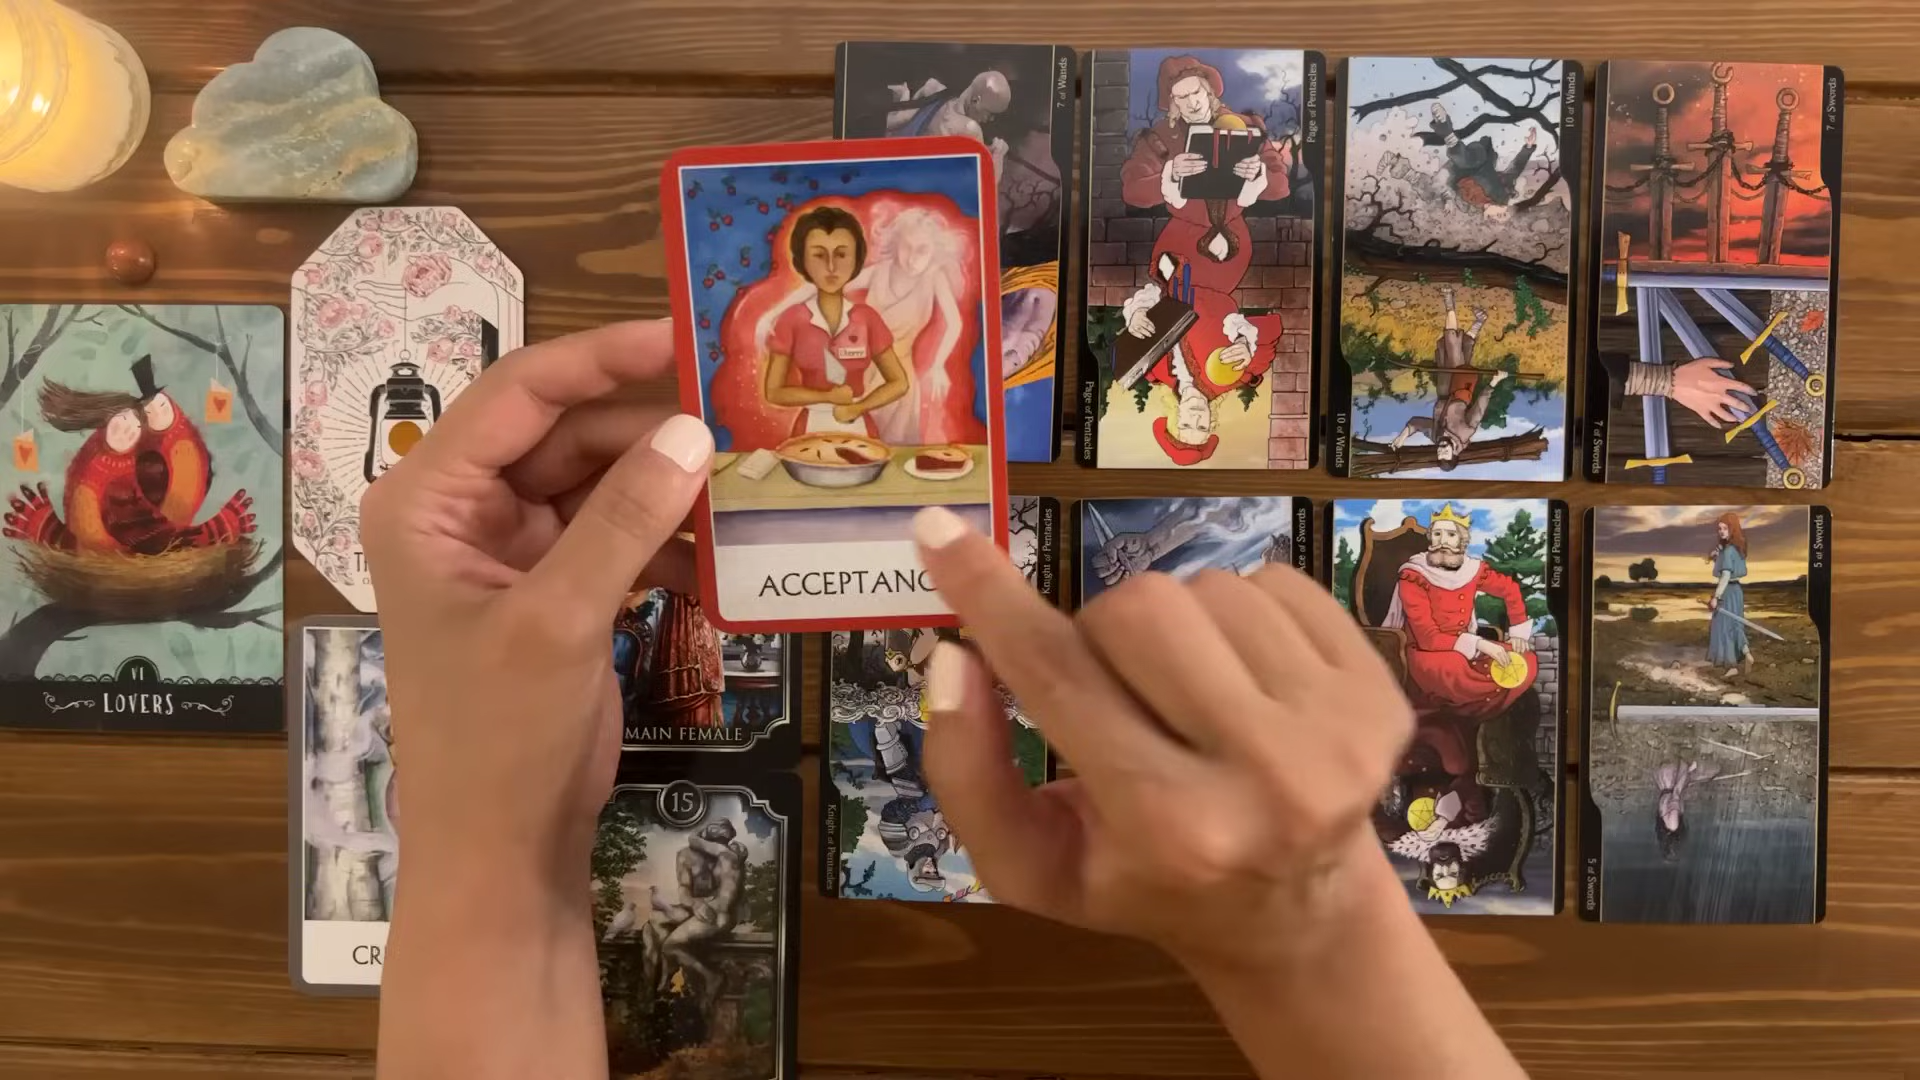 7 of Wands
Page of Pentacles
Page of Pentacles
10 of Wands
10 of Wands
7 of Swords
7 of Swords
Cherry
ACCEPTANC
VI
LOVERS
MAIN FEMALE
15
CR
Knight of Pentacles
Knight of Pentacles
ce of Swords
King of Pentacles
5 of Swords
5 of Swords